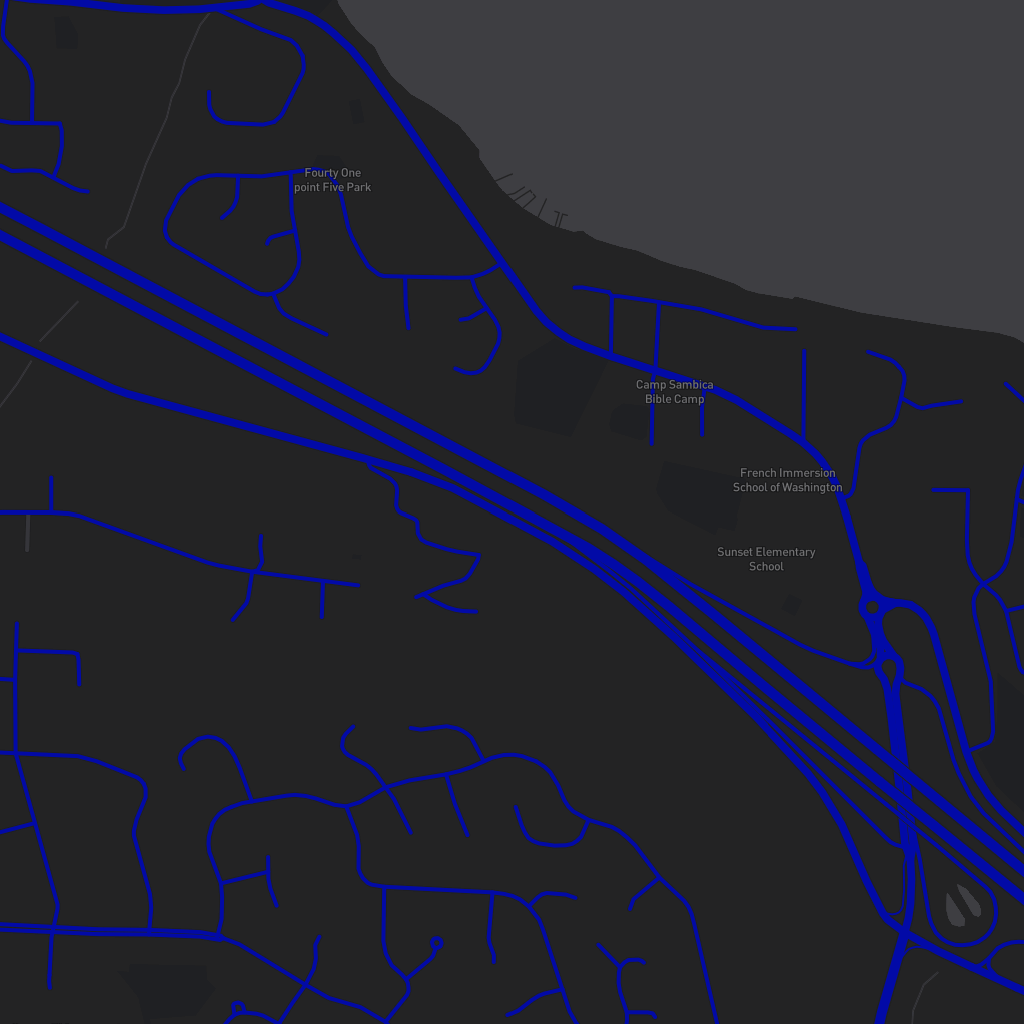 Fourty One
point Five Park
Camp Sambica
Bible Camp
French Immersion
School of Washington
Sunset Elementary
School